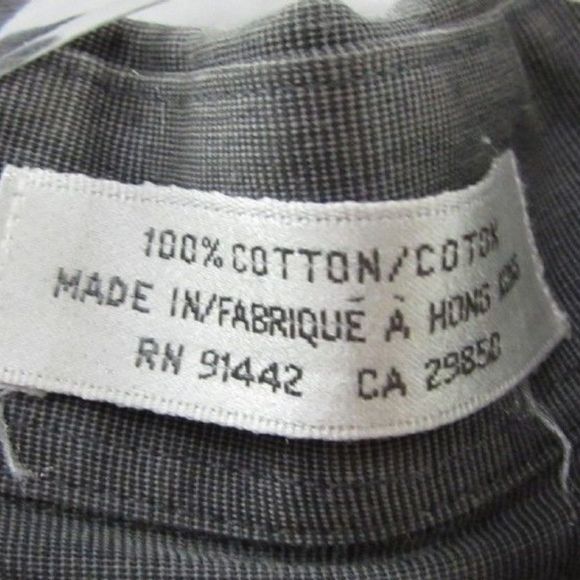 100% COTTON/COTON
MADE IN/FABRIQUÉ À HONG
RN 91442 CA 29850